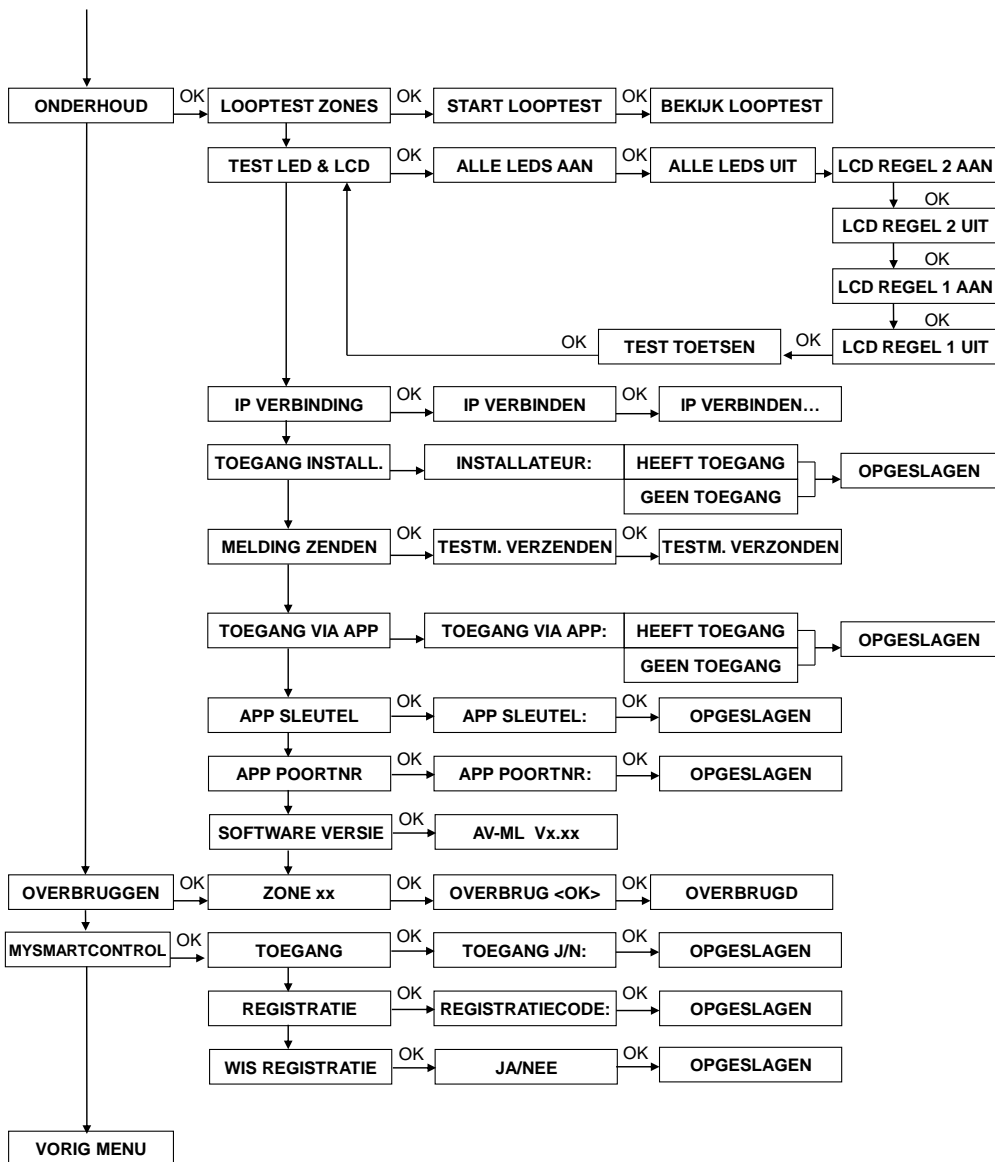 ONDERHOUD OK LOOPTEST ZONES OK START LOOPTEST OK BEKIJK LOOPTEST
TEST LED & LCD OK ALLE LEDS AAN OK ALLE LEDS UIT LCD REGEL 2 AAN
OK
LCD REGEL 2 UIT
OK
LCD REGEL 1 AAN
OK
OK TEST TOETSEN OK LCD REGEL 1 UIT
IP VERBINDING OK IP VERBINDEN OK IP VERBINDEN…
TOEGANG INSTALL. INSTALLATEUR: HEEFT TOEGANG OPGESLAGEN
GEEN TOEGANG
MELDING ZENDEN OK TESTM. VERZENDEN OK TESTM. VERZONDEN
TOEGANG VIA APP TOEGANG VIA APP: HEEFT TOEGANG OPGESLAGEN
GEEN TOEGANG
APP SLEUTEL OK APP SLEUTEL: OK OPGESLAGEN
APP POORTNR OK APP POORTNR: OK OPGESLAGEN
SOFTWARE VERSIE OK AV-ML Vx.xx
OVERBRUGGEN OK ZONE xx OK OVERBRUG <OK> OK OVERBRUGD
MYSMARTCONTROL OK TOEGANG OK TOEGANG J/N: OK OPGESLAGEN
REGISTRATIE OK REGISTRATIECODE: OK OPGESLAGEN
WIS REGISTRATIE OK JA/NEE OK OPGESLAGEN
VORIG MENU